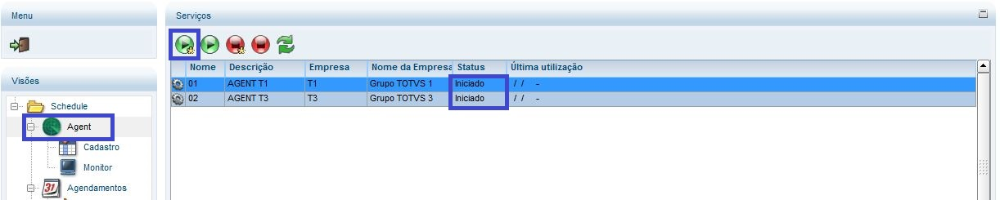 Menu
Visões
Schedule
Agent
Cadastro
Monitor
31
Agendamentos
Serviços
Nome Descrição Empresa Nome da Empresa Status Última utilização
01 AGENT T1 T1 Grupo TOTVS 1 Iniciado / / -
02 AGENT T3 T3 Grupo TOTVS 3 Iniciado / / -